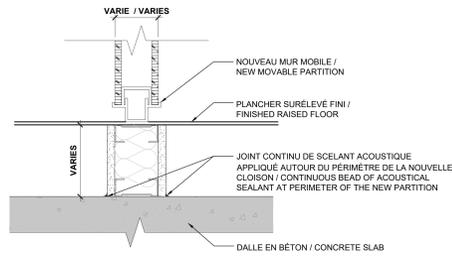 VARIE / VARIES
NOUVEAU MUR MOBILE /
NEW MOVABLE PARTITION
PLANCHER SURÉLEVÉ FINI /
FINISHED RAISED FLOOR
VARIES
JOINT CONTINU DE SCELANT ACOUSTIQUE
APPLIQUÉ AUTOUR DU PÉRIMÈTRE DE LA NOUVELLE
CLOISON / CONTINUOUS BEAD OF ACOUSTICAL
SEALANT AT PERIMETER OF THE NEW PARTITION
DALLE EN BÉTON / CONCRETE SLAB